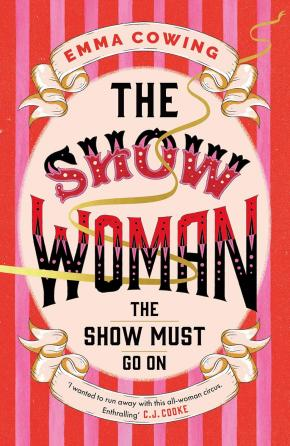 EMMA COWING
THE
SHOW
WOMAN
THE
SHOW MUST
GO ON
'I wanted to run away with this all-woman circus.
Enthralling' C.J. COOKE